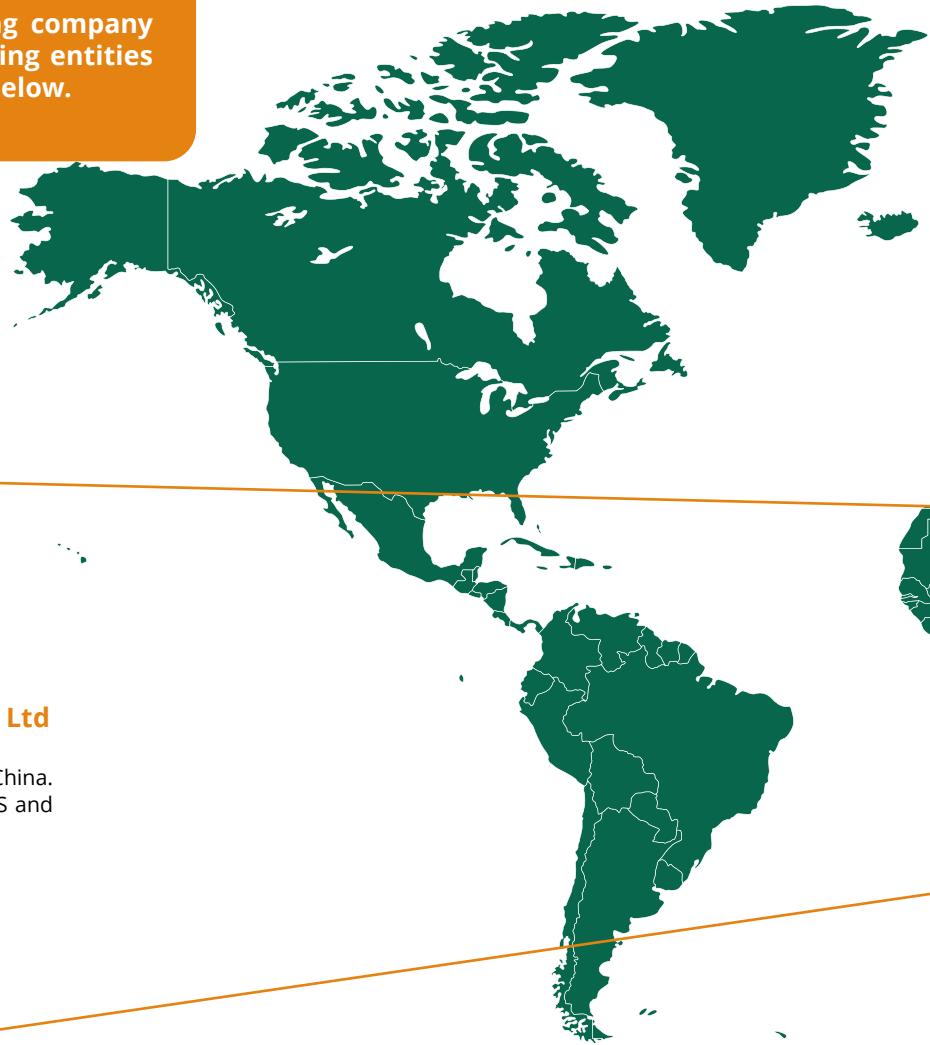 g company
ing entities
elow.
Ltd
China.
S and